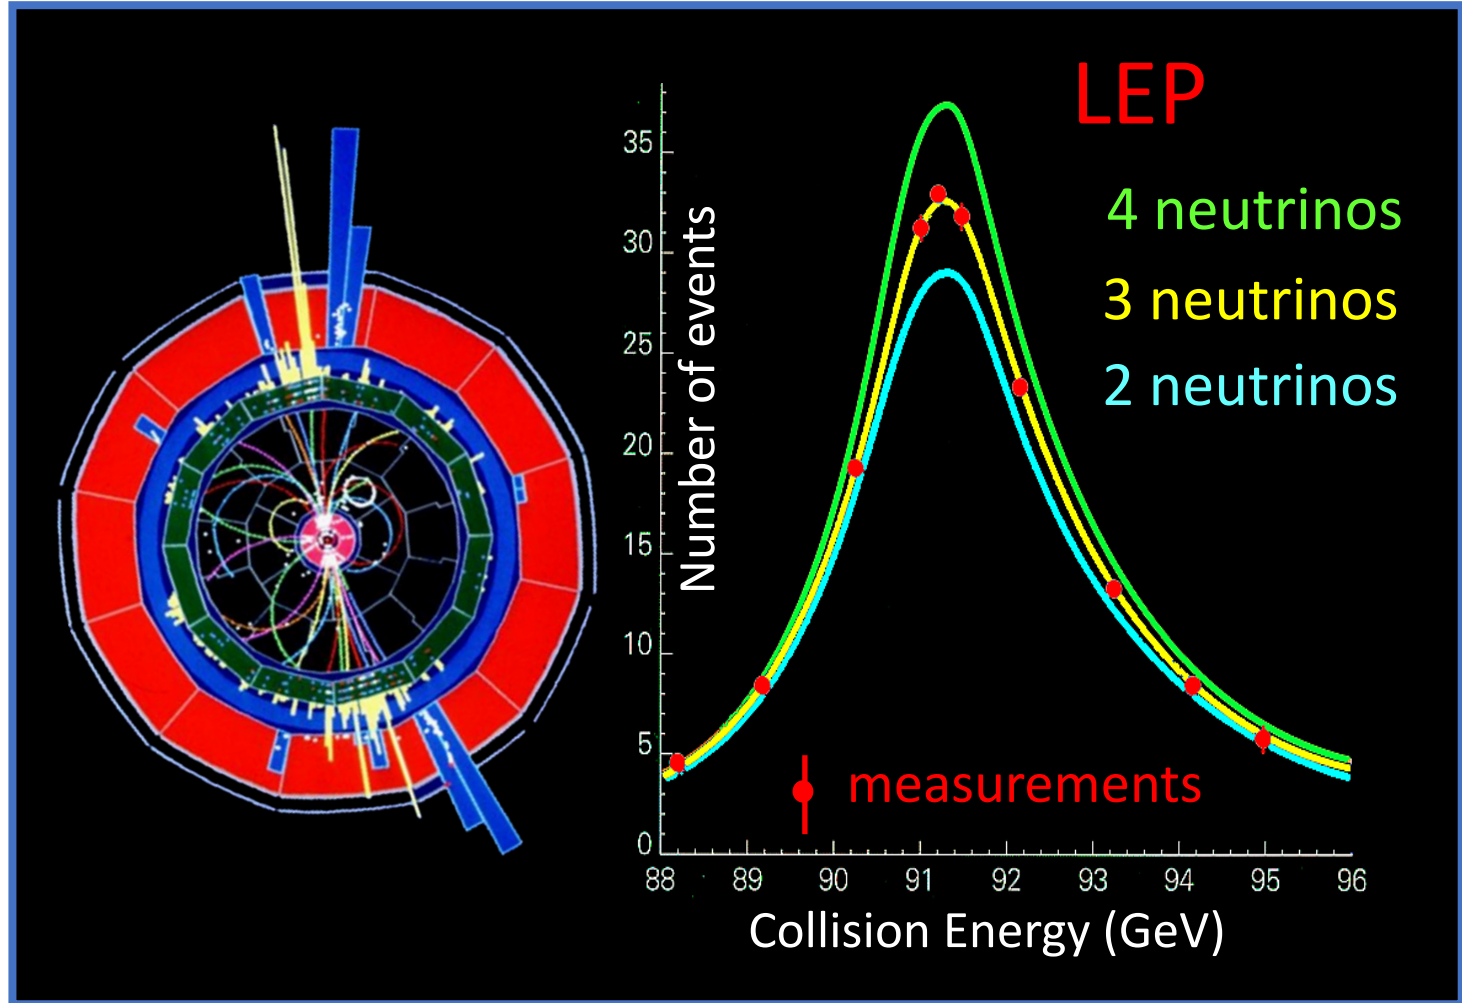 LEP
4 neutrinos
3 neutrinos
2 neutrinos
Number of events
35
30
25
20
15
10
5
0
measurements
88 89 90 91 92 93 94 95 96
Collision Energy (GeV)